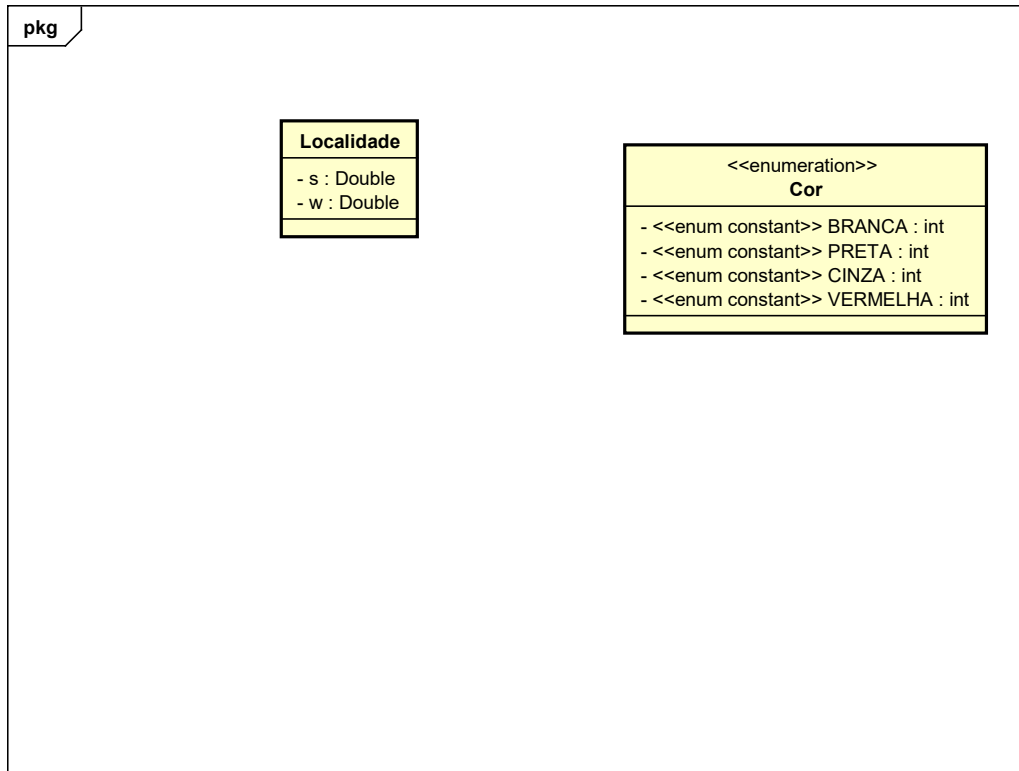 pkg
Localidade
- s : Double
- w : Double
<<enumeration>>
Cor
- <<enum constant>> BRANCA : int
- <<enum constant>> PRETA : int
- <<enum constant>> CINZA : int
- <<enum constant>> VERMELHA : int